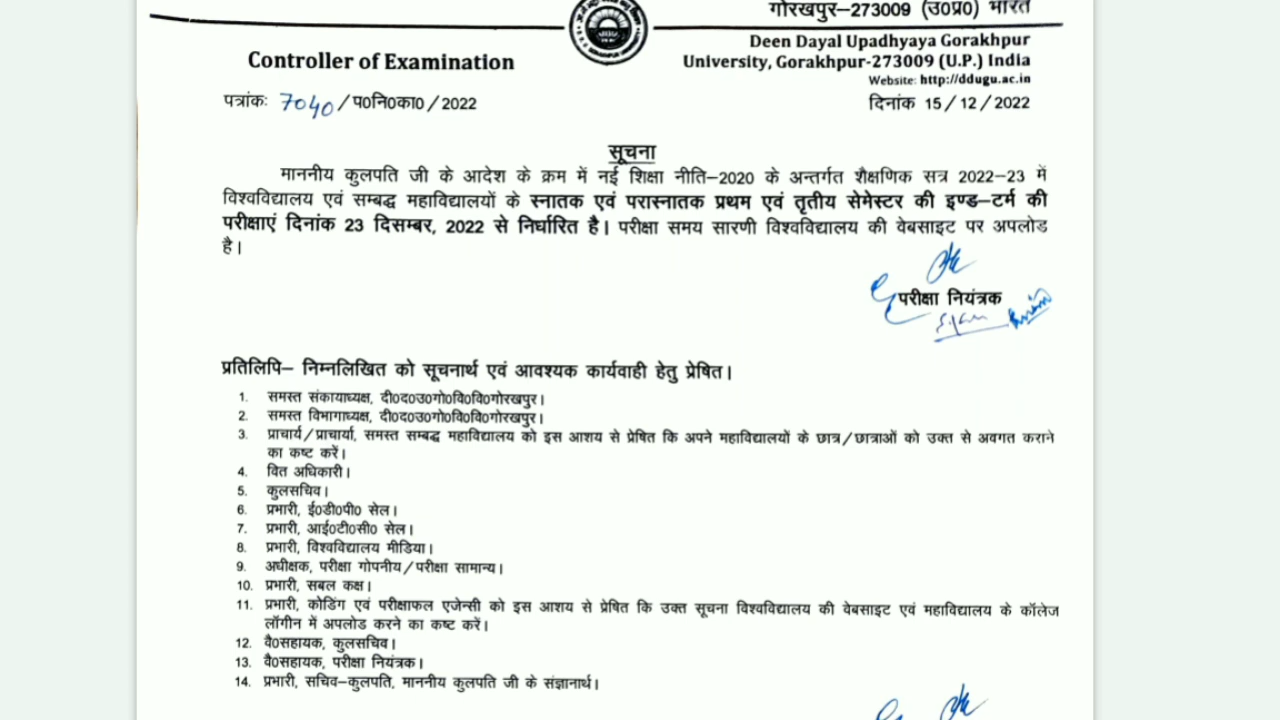 गोरखपुर–273009 (उ0प्र0) भारत
Controller of Examination
Deen Dayal Upadhyaya Gorakhpur
University, Gorakhpur-273009 (U.P.) India
Website: http://ddugu.ac.in
पत्रांकः 7040/प0नि0का0/2022
दिनांक 15/12/2022
सूचना
माननीय कुलपति जी के आदेश के क्रम में नई शिक्षा नीति–2020 के अन्तर्गत शैक्षणिक सत्र 2022–23 में
विश्वविद्यालय एवं सम्बद्ध महाविद्यालयों के स्नातक एवं परास्नातक प्रथम एवं तृतीय सेमेस्टर की इण्ड–टर्म की
परीक्षाएं दिनांक 23 दिसम्बर, 2022 से निर्धारित है। परीक्षा समय सारणी विश्वविद्यालय की वेबसाइट पर अपलोड
है।
परीक्षा नियंत्रक
प्रतिलिपि– निम्नलिखित को सूचनार्थ एवं आवश्यक कार्यवाही हेतु प्रेषित।
1. समस्त संकायाध्यक्ष, दी0द0उ0गो0वि0वि0गोरखपुर।
2. समस्त विभागाध्यक्ष, दी0द0उ0गो0वि0वि0गोरखपुर।
3. प्राचार्य/प्राचार्या, समस्त सम्बद्ध महाविद्यालय को इस आशय से प्रेषित कि अपने महाविद्यालयों के छात्र/छात्राओं को उक्त से अवगत कराने
का कष्ट करें।
4. वित अधिकारी।
5. कुलसचिव।
6. प्रभारी, ई0डी0पी0 सेल।
7. प्रभारी, आई0टी0सी0 सेल।
8. प्रभारी, विश्वविद्यालय मीडिया।
9. अधीक्षक, परीक्षा गोपनीय/परीक्षा सामान्य।
10. प्रभारी, सबल कक्ष।
11. प्रभारी, कोडिंग एवं परीक्षाफल एजेन्सी को इस आशय से प्रेषित कि उक्त सूचना विश्वविद्यालय की वेबसाइट एवं महाविद्यालय के कॉलेज
लॉगीन में अपलोड करने का कष्ट करें।
12. वै0सहायक, कुलसचिव।
13. वै0सहायक, परीक्षा नियंत्रक।
14. प्रभारी, सचिव–कुलपति, माननीय कुलपति जी के संज्ञानार्थ।